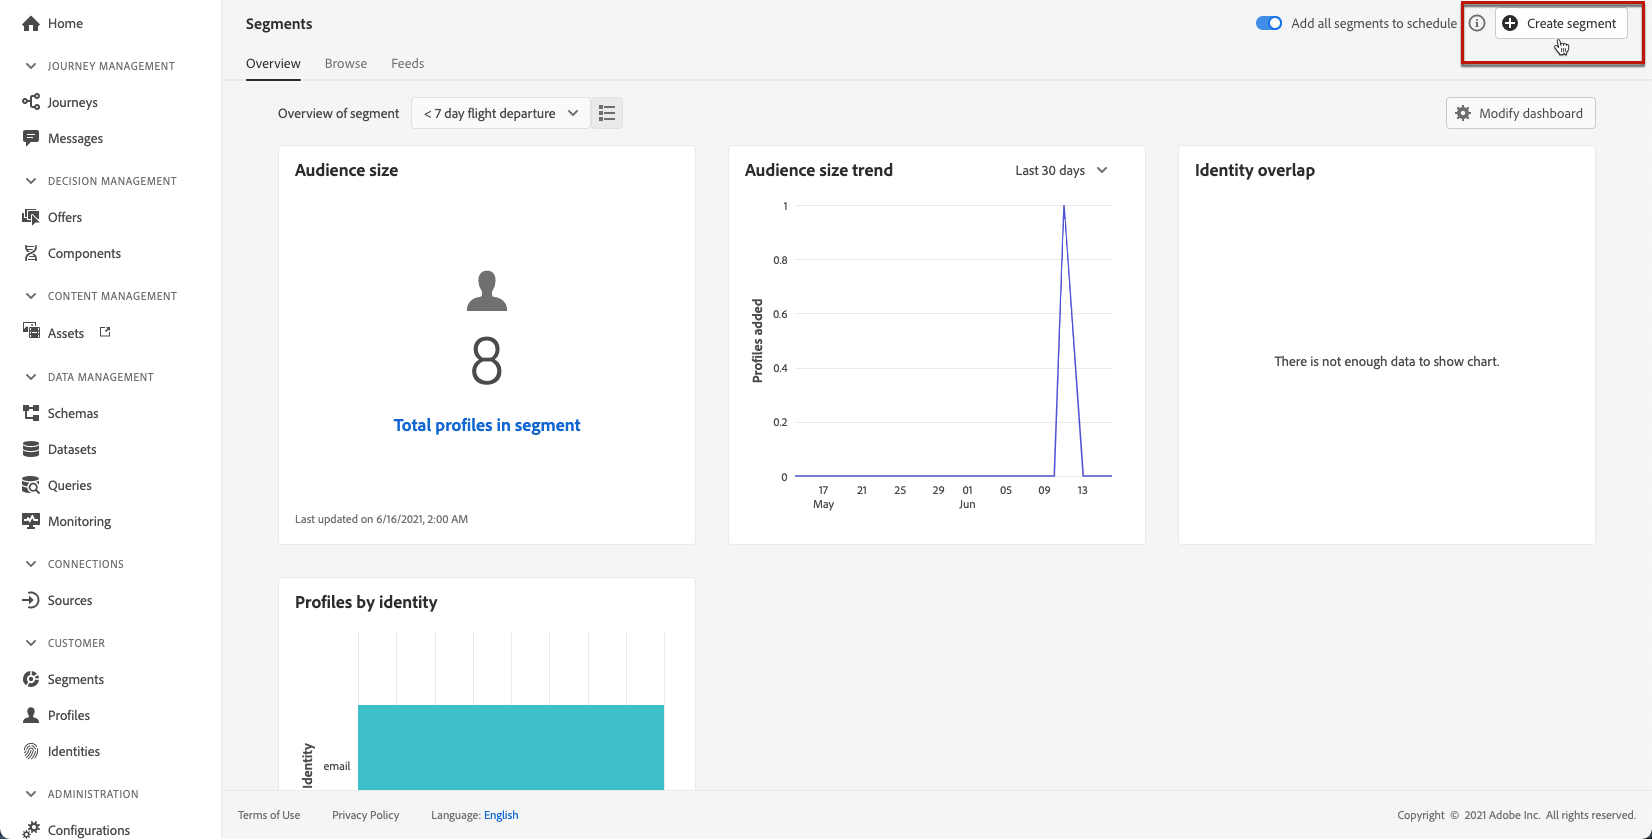 Home
JOURNEY MANAGEMENT
Journeys
Messages
DECISION MANAGEMENT
Offers
Components
CONTENT MANAGEMENT
Assets
DATA MANAGEMENT
Schemas
Datasets
Queries
Monitoring
CONNECTIONS
Sources
CUSTOMER
Segments
Profiles
Identities
ADMINISTRATION
Configurations
Segments
Add all segments to schedule
Create segment
Overview Browse Feeds
Overview of segment < 7 day flight departure
Modify dashboard
Audience size
8
Total profiles in segment
Last updated on 6/16/2021, 2:00 AM
Audience size trend
Last 30 days
Profiles added
1
0.8
0.6
0.4
0.2
0
17 21 25 29 01 05 09 13
May Jun
Identity overlap
There is not enough data to show chart.
Profiles by identity
Identity
email
Terms of Use Privacy Policy Language: English
Copyright © 2021 Adobe Inc. All rights reserved.